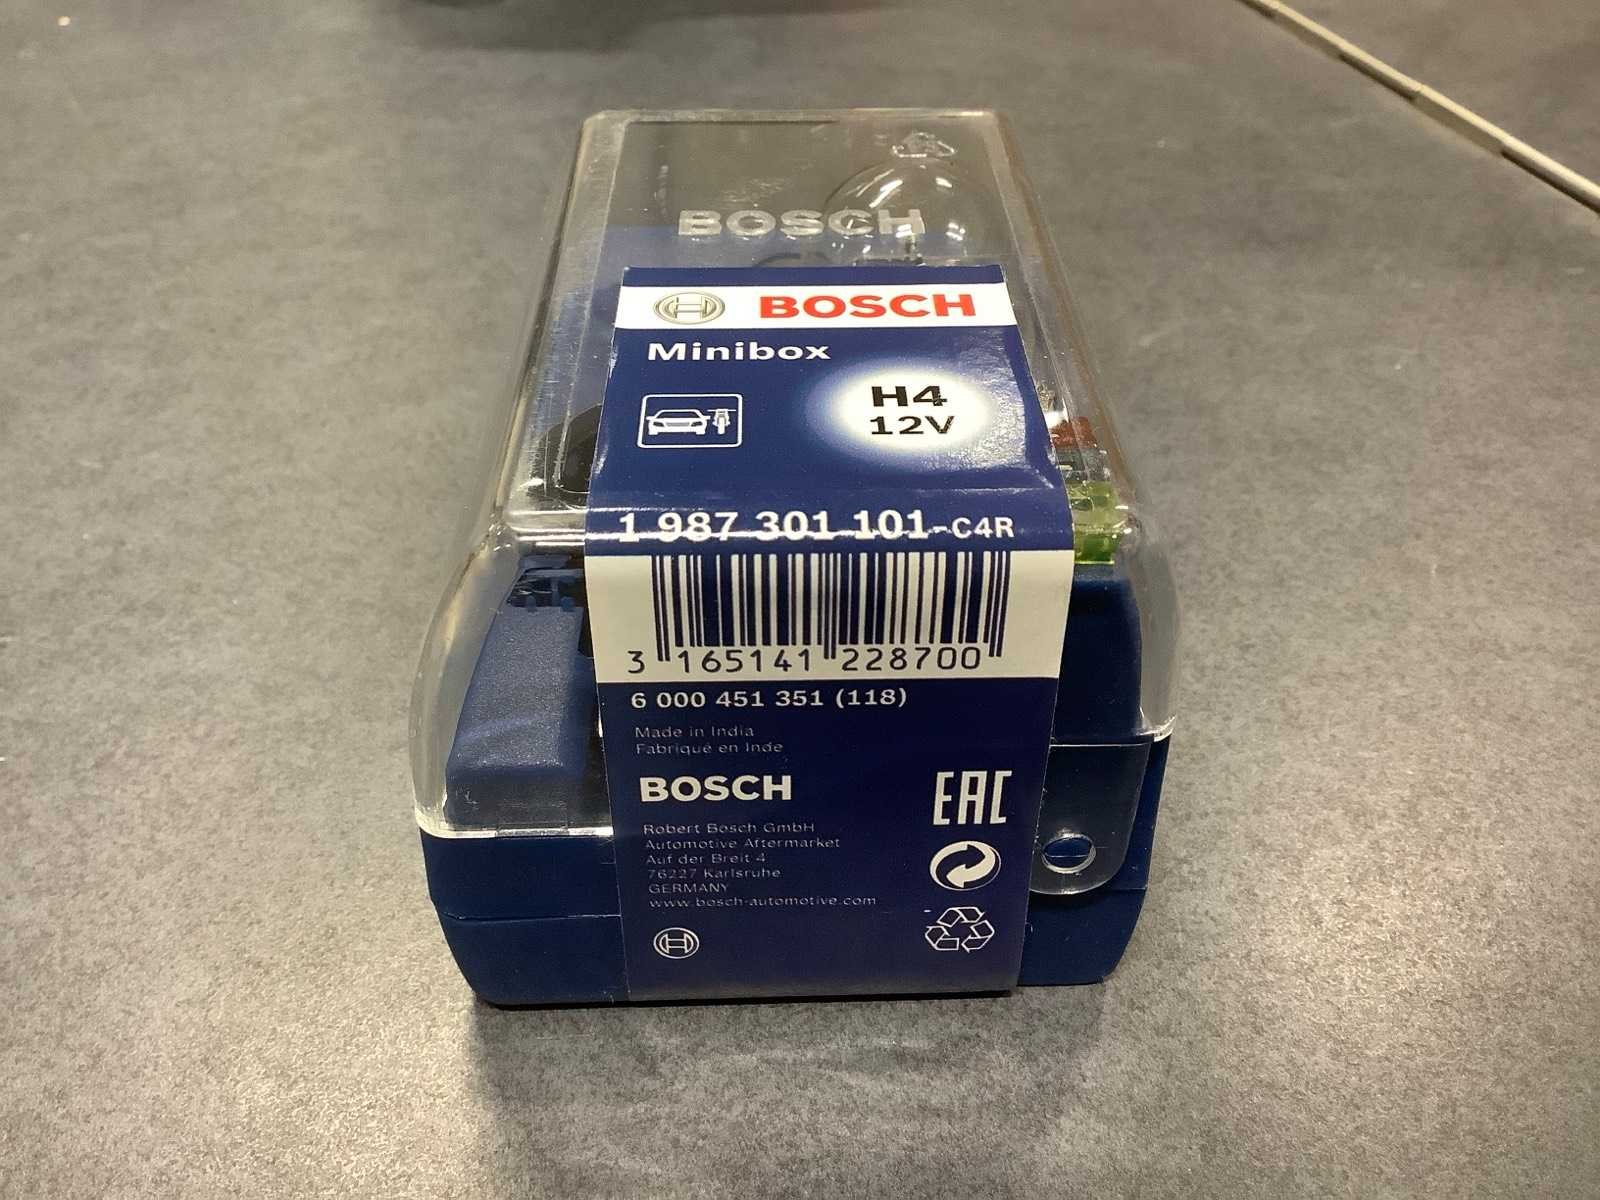 BOSCH
BOSCH
Minibox
H4
12V
1 987 301 101-C4R
3 165141 228700
6 000 451 351 (118)
Made in India
Fabriqué en Inde
BOSCH
EAC
Robert Bosch GmbH
Automotive Aftermarket
Auf der Breit 4
76227 Karlsruhe
GERMANY
www.bosch-automotive.com